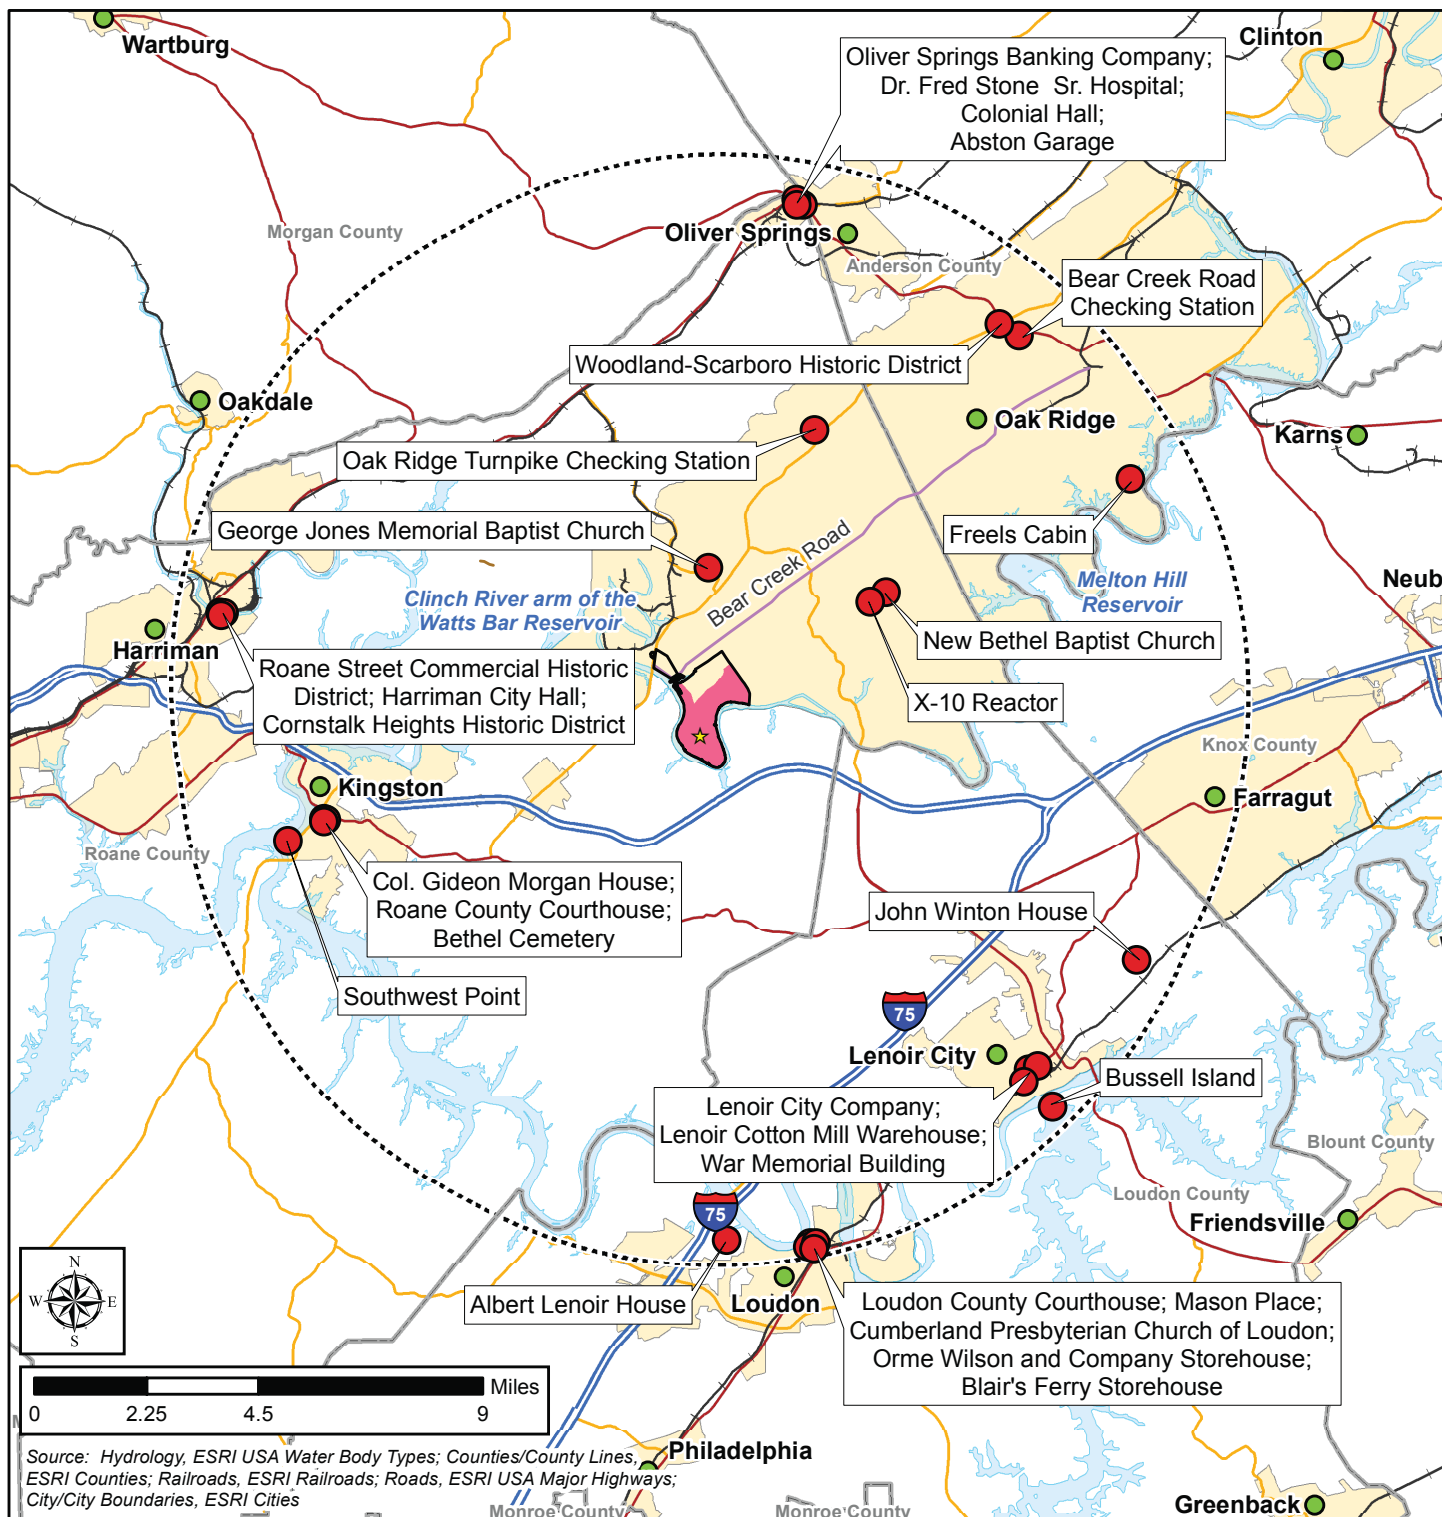 Wartburg
Clinton
Oliver Springs Banking Company;
Dr. Fred Stone Sr. Hospital;
Colonial Hall;
Abston Garage
Morgan County
Oliver Springs
Anderson County
Bear Creek Road
Checking Station
Woodland-Scarboro Historic District
Oakdale
Oak Ridge
Karns
Oak Ridge Turnpike Checking Station
George Jones Memorial Baptist Church
Freels Cabin
Bear Creek Road
Clinch River arm of the
Watts Bar Reservoir
Melton Hill
Reservoir
Neub
Harriman
New Bethel Baptist Church
Roane Street Commercial Historic
District; Harriman City Hall;
Cornstalk Heights Historic District
X-10 Reactor
Knox County
Kingston
Farragut
Roane County
Col. Gideon Morgan House;
Roane County Courthouse;
Bethel Cemetery
John Winton House
Southwest Point
75
Lenoir City
Bussell Island
Lenoir City Company;
Lenoir Cotton Mill Warehouse;
War Memorial Building
Blount County
Loudon County
75
Friendsville
N
W E
S
Albert Lenoir House
Loudon
Loudon County Courthouse; Mason Place;
Cumberland Presbyterian Church of Loudon;
Orme Wilson and Company Storehouse;
Blair's Ferry Storehouse
Miles
0 2.25 4.5 9
Philadelphia
Source: Hydrology, ESRI USA Water Body Types; Counties/County Lines,
ESRI Counties; Railroads, ESRI Railroads; Roads, ESRI USA Major Highways;
City/City Boundaries, ESRI Cities
Monroe County
Monroe County
Greenback